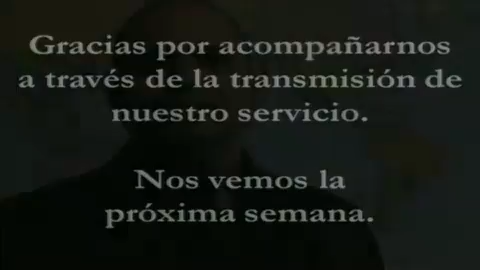 Gracias por acompañarnos
a través de la transmisión de
nuestro servicio.
Nos vemos la
próxima semana.